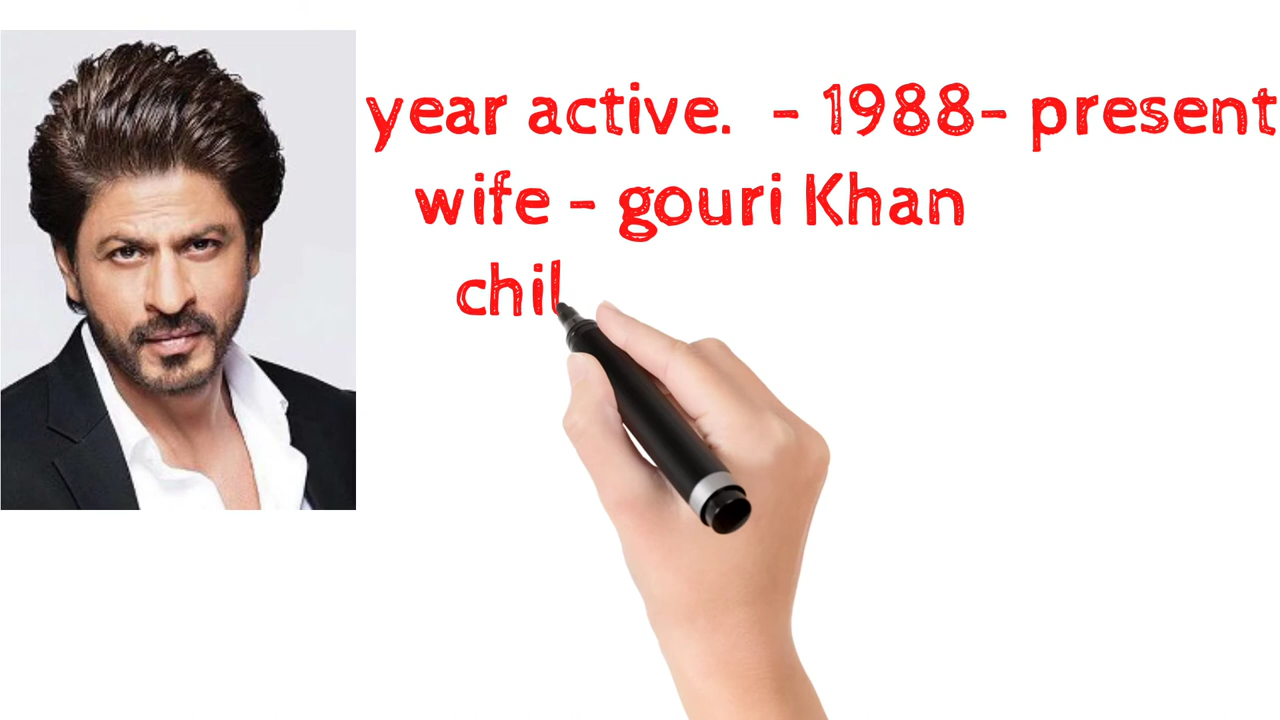 year active. - 1988- present
wife - gouri Khan
chil